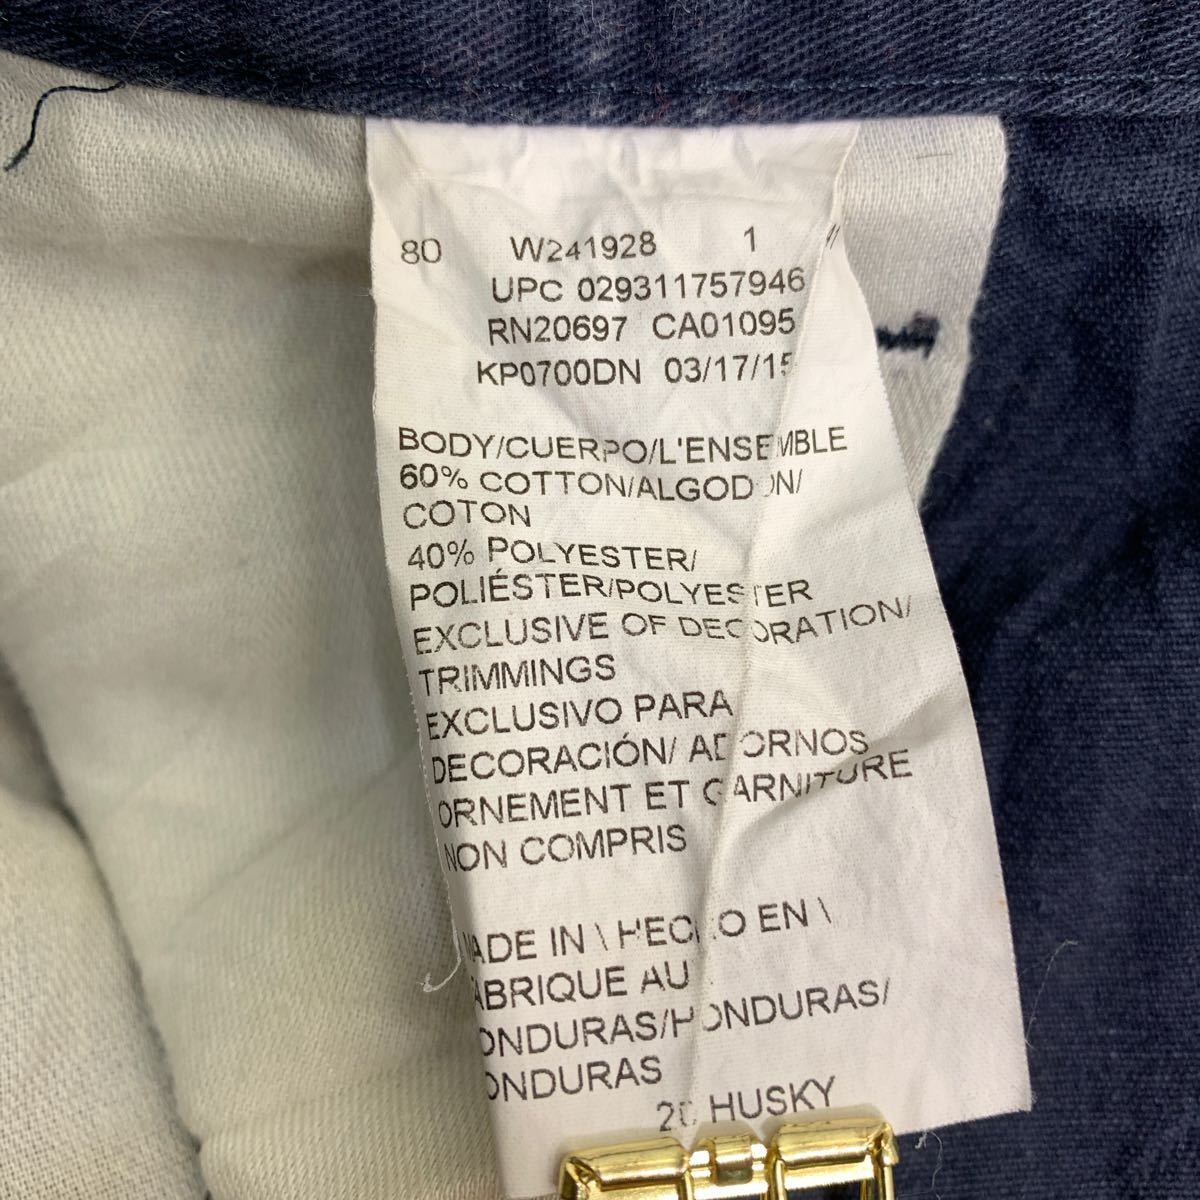 80 W241928 1
UPC 029311757946
RN20697 CA01095
KP0700DN 03/17/15
BODY/CUERPO/L'ENSEMBLE
60% COTTON/ALGODON/
COTON
40% POLYESTER/
POLIÉSTER/POLYESTER
EXCLUSIVE OF DECORATION/
TRIMMINGS
EXCLUSIVO PARA
DECORACIÓN/ ADORNOS
ORNEMENT ET GARNITURE
NON COMPRIS
MADE IN \ HECHO EN \
FABRIQUE AU
HONDURAS/HONDURAS/
HONDURAS
HUSKY